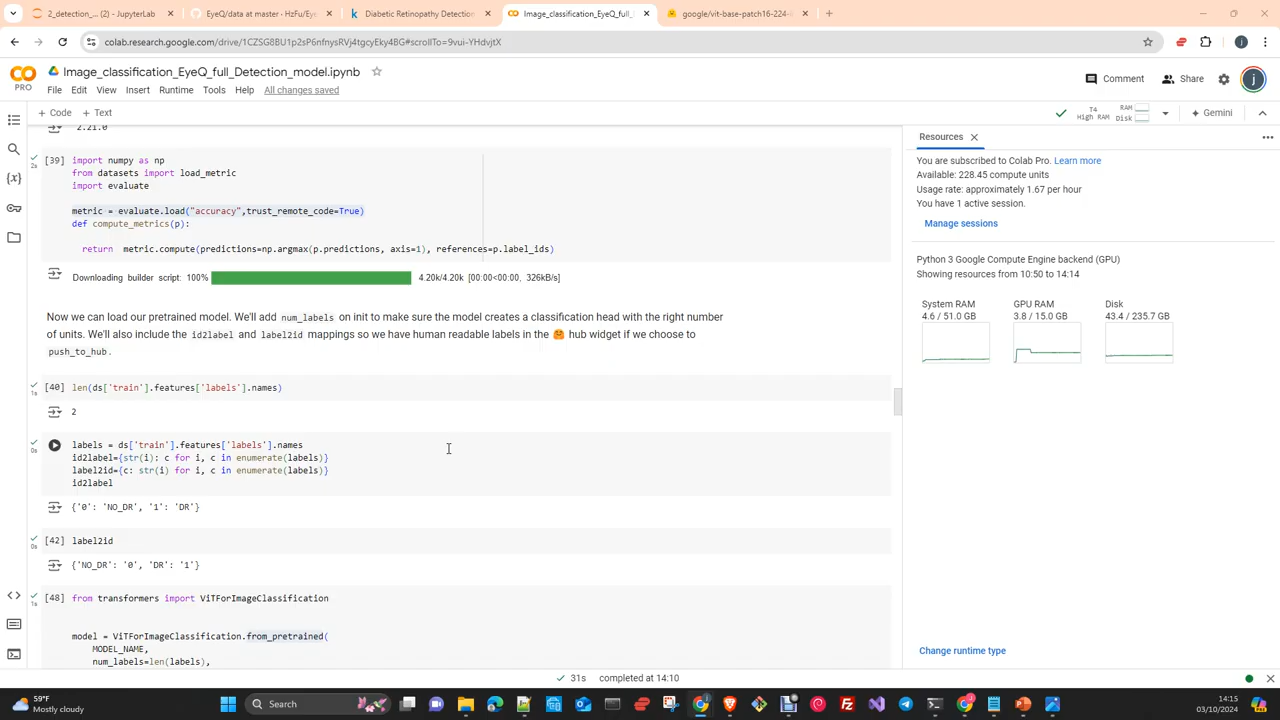 2_detection_... (2) - JupyterLab
EyeQ/data at master · HzFu/Eye
Diabetic Retinopathy Detection
Image_classification_EyeQ_full_D
google/vit-base-patch16-224
colab.research.google.com/drive/1CZSG8BU1p2sP6nfnysRVj4tgcyEky4BG#scrollTo=9vui-YHdvjtX
PRO
Image_classification_EyeQ_full_Detection_model.ipynb
Comment
Share
j
File Edit View Insert Runtime Tools Help All changes saved
+ Code + Text
T4
High RAM
RAM
Disk
Gemini
2.21.0
[39] import numpy as np
2s
from datasets import load_metric
import evaluate
metric = evaluate.load("accuracy",trust_remote_code=True)
def compute_metrics(p):
return metric.compute(predictions=np.argmax(p.predictions, axis=1), references=p.label_ids)
Downloading builder script: 100% 4.20k/4.20k [00:00<00:00, 326kB/s]
Now we can load our pretrained model. We'll add num_labels on init to make sure the model creates a classification head with the right number
of units. We'll also include the id2label and label2id mappings so we have human readable labels in the 🤗 hub widget if we choose to
push_to_hub.
[40] len(ds['train'].features['labels'].names)
1s
2
labels = ds['train'].features['labels'].names
0s
id2label={str(i): c for i, c in enumerate(labels)}
label2id={c: str(i) for i, c in enumerate(labels)}
id2label
{'0': 'NO_DR', '1': 'DR'}
[42] label2id
0s
{'NO_DR': '0', 'DR': '1'}
[48] from transformers import ViTForImageClassification
1s
model = ViTForImageClassification.from_pretrained(
MODEL_NAME,
num_labels=len(labels),
Resources
You are subscribed to Colab Pro. Learn more
Available: 228.45 compute units
Usage rate: approximately 1.67 per hour
You have 1 active session.
Manage sessions
Python 3 Google Compute Engine backend (GPU)
Showing resources from 10:50 to 14:14
System RAM
4.6 / 51.0 GB
GPU RAM
3.8 / 15.0 GB
Disk
43.4 / 235.7 GB
Change runtime type
31s completed at 14:10
59°F
Mostly cloudy
Search
14:15
03/10/2024